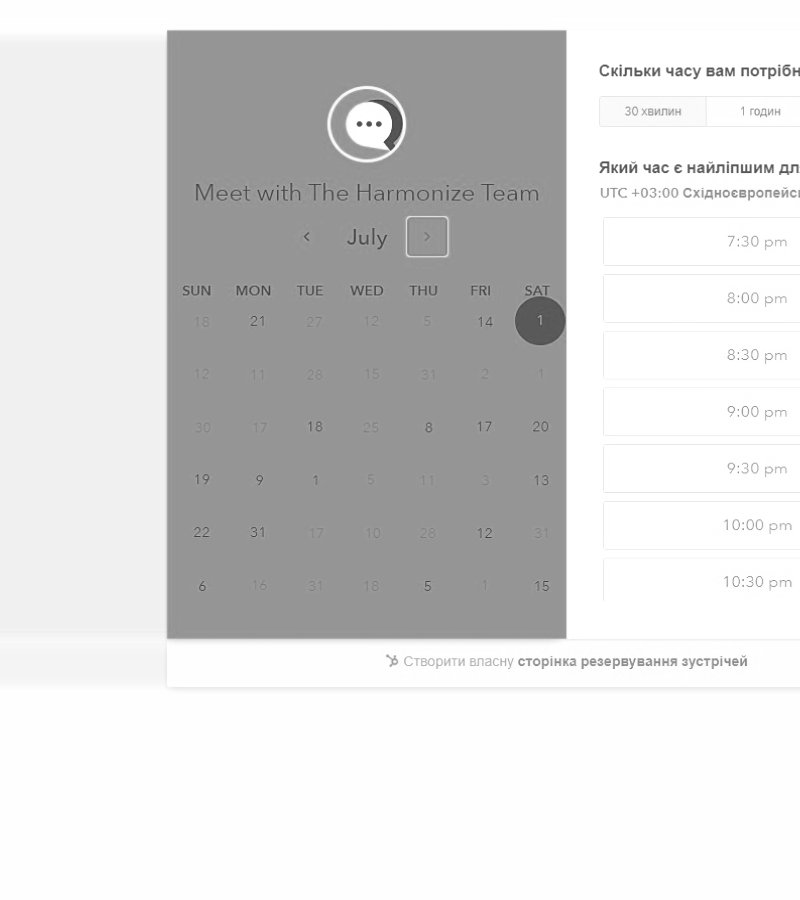 Meet with The Harmonize Team
July
SUN MON TUE WED THU FRI SAT
18 21 27 12 5 14 1
12 11 28 15 31 2 1
30 17 18 25 8 17 20
19 9 1 5 11 3 13
22 31 17 10 28 12 31
6 16 31 18 5 1 15
Скільки часу вам потрібн
30 хвилин 1 годин
Який час є найліпшим дл
UTC +03:00 Східноєвропейс
7:30 pm
8:00 pm
8:30 pm
9:00 pm
9:30 pm
10:00 pm
10:30 pm
Створити власну сторінка резервування зустрічей